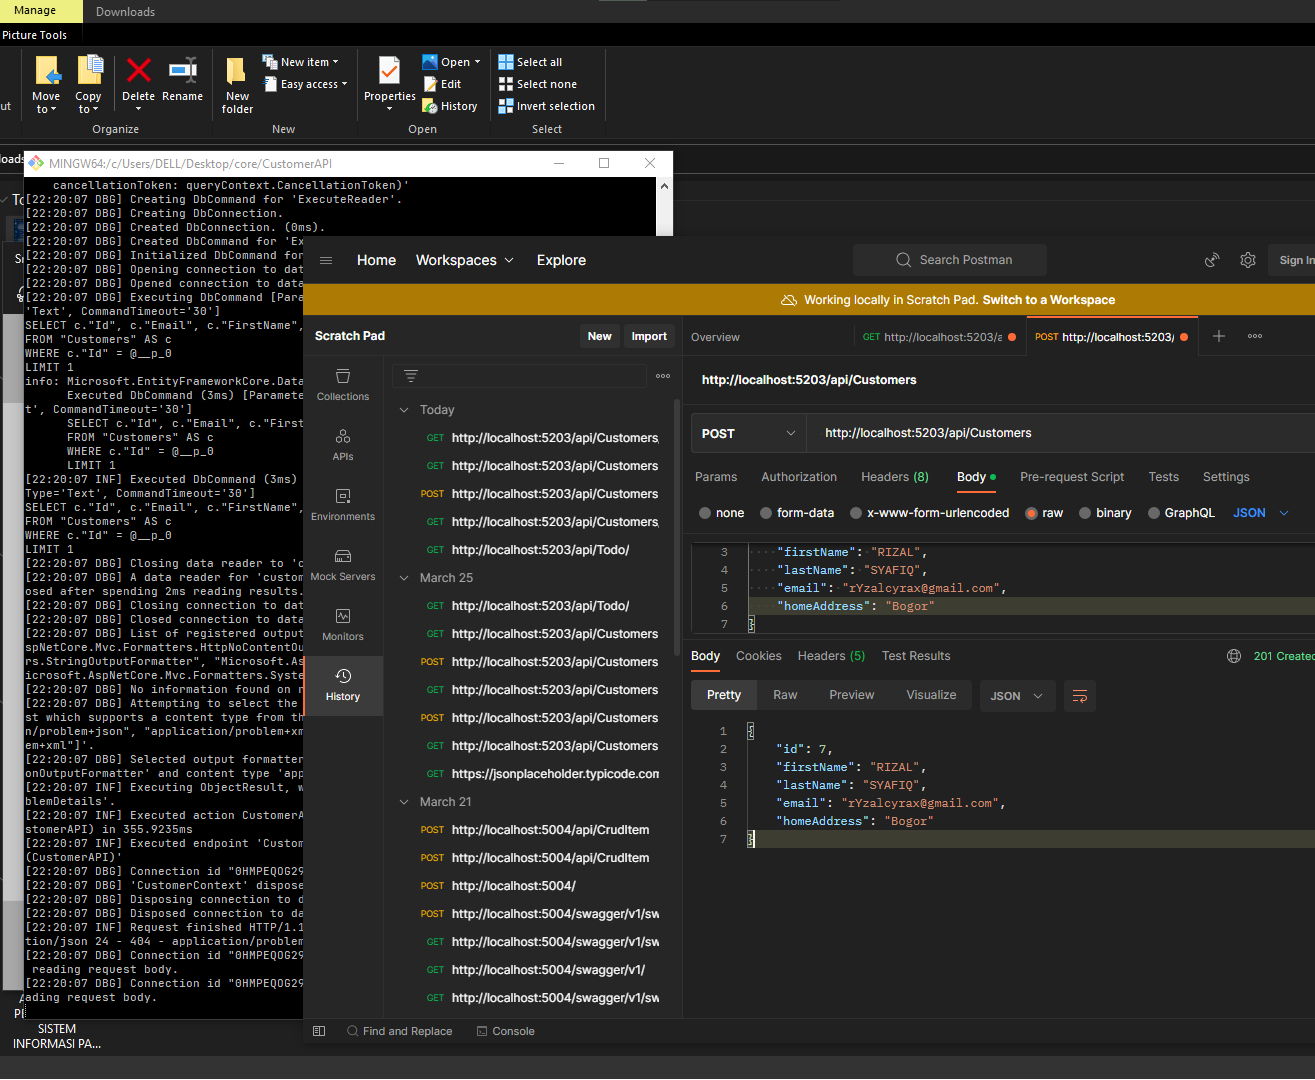 Manage
Downloads
Picture Tools
ut
Move to
Copy to
Delete
Rename
Organize
New folder
New item
Easy access
New
Properties
Open
Edit
History
Open
Select all
Select none
Invert selection
Select
loads
To
MINGW64:/c/Users/DELL/Desktop/core/CustomerAPI
cancellationToken: queryContext.CancellationToken)'
[22:20:07 DBG] Creating DbCommand for 'ExecuteReader'.
[22:20:07 DBG] Creating DbConnection.
[22:20:07 DBG] Created DbConnection. (0ms).
[22:20:07 DBG] Created DbCommand for 'Ex
[22:20:07 DBG] Initialized DbCommand for
[22:20:07 DBG] Opening connection to dat
[22:20:07 DBG] Opened connection to data
[22:20:07 DBG] Executing DbCommand [Para
'Text', CommandTimeout='30']
SELECT c."Id", c."Email", c."FirstName",
FROM "Customers" AS c
WHERE c."Id" = @__p_0
LIMIT 1
info: Microsoft.EntityFrameworkCore.Data
Executed DbCommand (3ms) [Paramete
t', CommandTimeout='30']
SELECT c."Id", c."Email", c."First
FROM "Customers" AS c
WHERE c."Id" = @__p_0
LIMIT 1
[22:20:07 INF] Executed DbCommand (3ms)
Type='Text', CommandTimeout='30']
SELECT c."Id", c."Email", c."FirstName",
FROM "Customers" AS c
WHERE c."Id" = @__p_0
LIMIT 1
[22:20:07 DBG] Closing data reader to 'c
[22:20:07 DBG] A data reader for 'custom
osed after spending 2ms reading results.
[22:20:07 DBG] Closing connection to dat
[22:20:07 DBG] Closed connection to data
[22:20:07 DBG] List of registered output
spNetCore.Mvc.Formatters.HttpNoContentOu
rs.StringOutputFormatter", "Microsoft.As
icrosoft.AspNetCore.Mvc.Formatters.Syste
[22:20:07 DBG] No information found on r
[22:20:07 DBG] Attempting to select the
st which supports a content type from th
n/problem+json", "application/problem+xm
em+xml"]'.
[22:20:07 DBG] Selected output formatter
onOutputFormatter' and content type 'app
[22:20:07 INF] Executing ObjectResult, w
blemDetails'.
[22:20:07 INF] Executed action CustomerA
stomerAPI) in 355.9235ms
[22:20:07 INF] Executed endpoint 'Custom
(CustomerAPI)'
[22:20:07 DBG] Connection id "0HMPEQOG29
[22:20:07 DBG] 'CustomerContext' dispose
[22:20:07 DBG] Disposing connection to d
[22:20:07 DBG] Disposed connection to da
[22:20:07 INF] Request finished HTTP/1.1
tion/json 24 - 404 - application/problem
[22:20:07 DBG] Connection id "0HMPEQOG29
reading request body.
[22:20:07 DBG] Connection id "0HMPEQOG29
ading request body.
SISTEM
INFORMASI PA...
Home
Workspaces
Explore
Search Postman
Sign In
Working locally in Scratch Pad. Switch to a Workspace
Scratch Pad
New
Import
Collections
APIs
Environments
Mock Servers
Monitors
History
Today
GET http://localhost:5203/api/Customers,
GET http://localhost:5203/api/Customers
POST http://localhost:5203/api/Customers
GET http://localhost:5203/api/Customers,
GET http://localhost:5203/api/Todo/
March 25
GET http://localhost:5203/api/Todo/
GET http://localhost:5203/api/Customers
POST http://localhost:5203/api/Customers
GET http://localhost:5203/api/Customers
POST http://localhost:5203/api/Customers
GET http://localhost:5203/api/Customers
GET https://jsonplaceholder.typicode.com
March 21
POST http://localhost:5004/api/CrudItem
POST http://localhost:5004/api/CrudItem
POST http://localhost:5004/
POST http://localhost:5004/swagger/v1/sw
GET http://localhost:5004/swagger/v1/sw
GET http://localhost:5004/swagger/v1/
GET http://localhost:5004/swagger/v1/sw
Overview
GET http://localhost:5203/a
POST http://localhost:5203/
http://localhost:5203/api/Customers
POST
http://localhost:5203/api/Customers
Params
Authorization
Headers (8)
Body
Pre-request Script
Tests
Settings
none
form-data
x-www-form-urlencoded
raw
binary
GraphQL
JSON
3 "firstName": "RIZAL",
4 "lastName": "SYAFIQ",
5 "email": "rYzalcyrax@gmail.com",
6 "homeAddress": "Bogor"
7 }
Body
Cookies
Headers (5)
Test Results
201 Created
Pretty
Raw
Preview
Visualize
JSON
1 {
2 "id": 7,
3 "firstName": "RIZAL",
4 "lastName": "SYAFIQ",
5 "email": "rYzalcyrax@gmail.com",
6 "homeAddress": "Bogor"
7 }
Find and Replace
Console